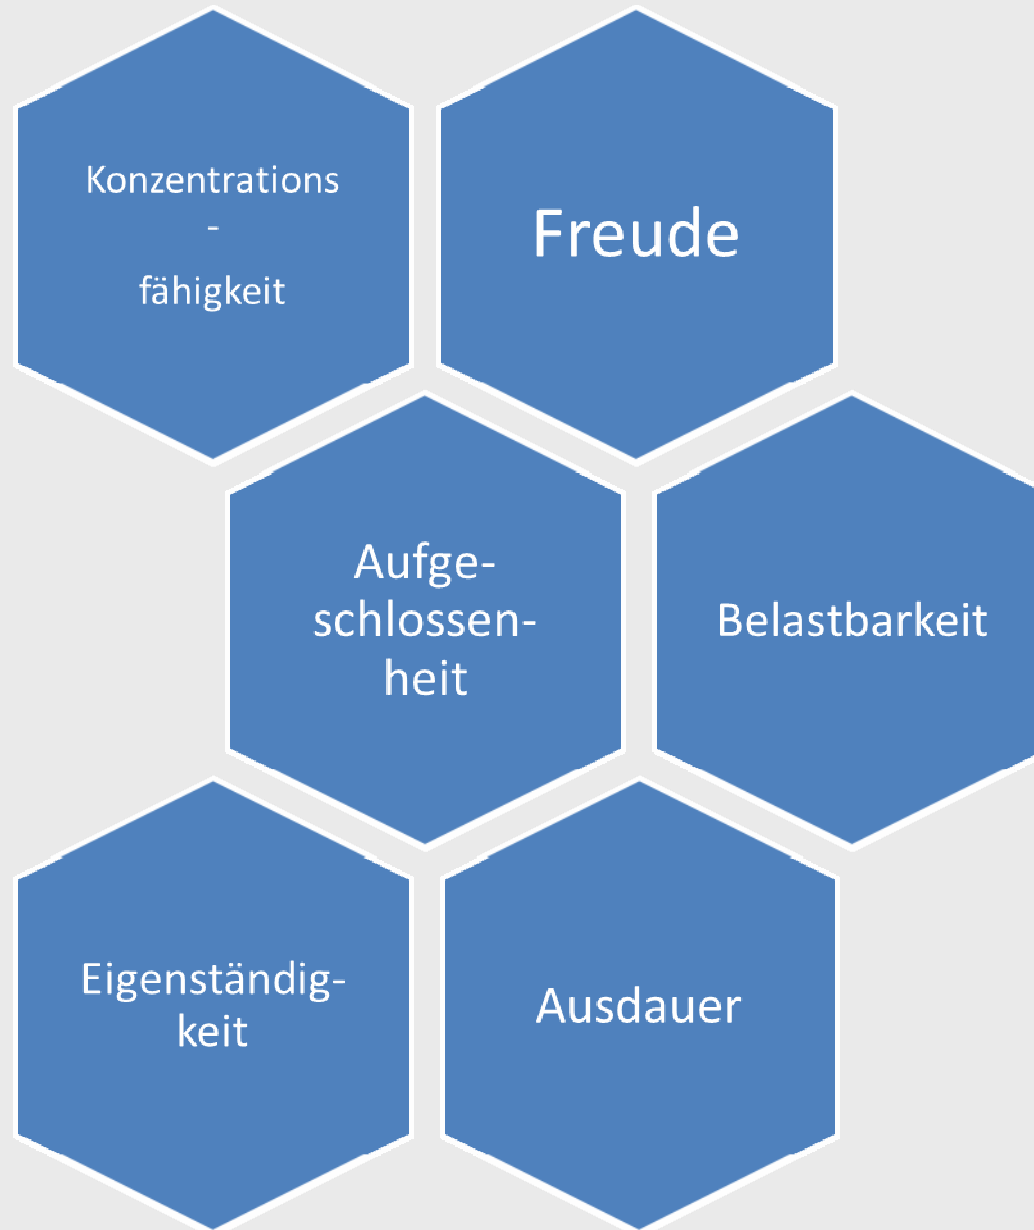 Konzentrations
-
fähigkeit
Freude
Aufge-
schlossen-
heit
Belastbarkeit
Eigenständig-
keit
Ausdauer